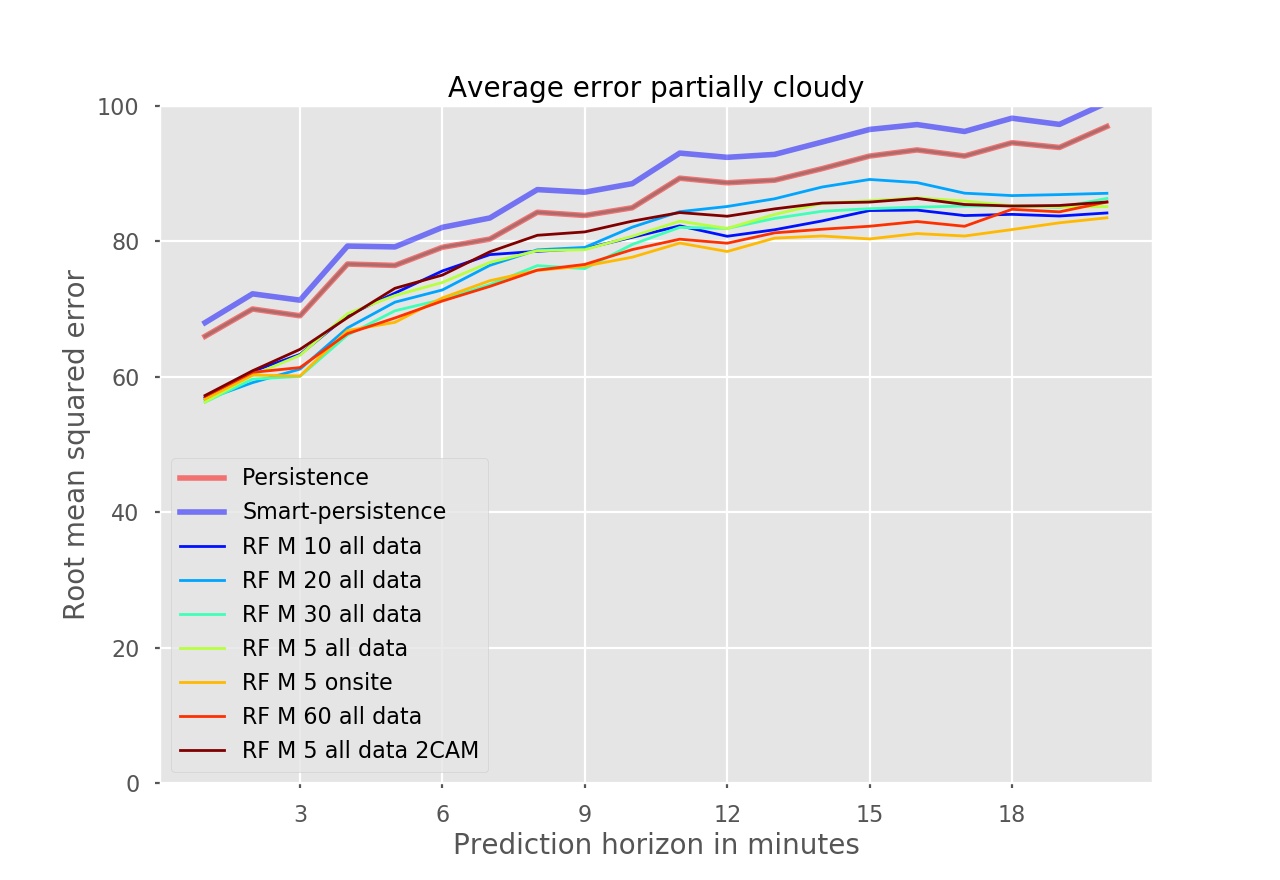 Average error partially cloudy
Root mean squared error
100
80
60
40
20
0
Persistence
Smart-persistence
RF M 10 all data
RF M 20 all data
RF M 30 all data
RF M 5 all data
RF M 5 onsite
RF M 60 all data
RF M 5 all data 2CAM
3 6 9 12 15 18
Prediction horizon in minutes